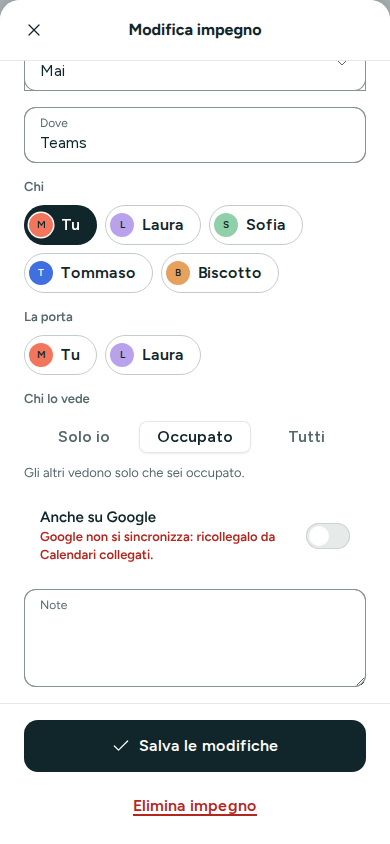 Modifica impegno
Mai
Dove
Teams
Chi
M Tu L Laura S Sofia
T Tommaso B Biscotto
La porta
M Tu L Laura
Chi lo vede
Solo io Occupato Tutti
Gli altri vedono solo che sei occupato.
Anche su Google
Google non si sincronizza: ricollegalo da
Calendari collegati.
Note
Salva le modifiche
Elimina impegno